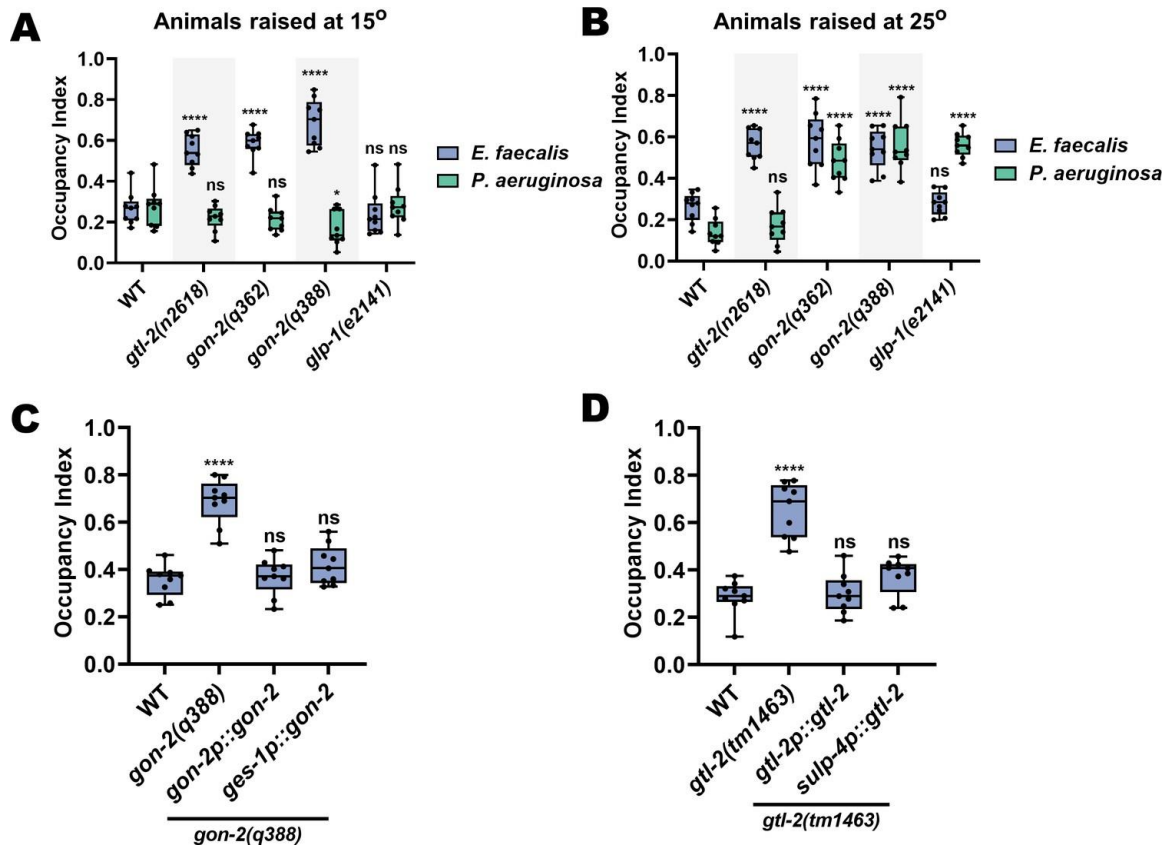 A
Animals raised at 15°
Occupancy Index
1.0
0.8
0.6
0.4
0.2
0.0
****
ns
****
ns
****
*
ns ns
WT
gtl-2(n2618)
gon-2(q362)
gon-2(q388)
glp-1(e2141)
E. faecalis
P. aeruginosa
B
Animals raised at 25°
Occupancy Index
1.0
0.8
0.6
0.4
0.2
0.0
****
ns
****
****
**** ****
ns
****
WT
gtl-2(n2618)
gon-2(q362)
gon-2(q388)
glp-1(e2141)
E. faecalis
P. aeruginosa
C
Occupancy Index
1.0
0.8
0.6
0.4
0.2
0.0
****
ns
ns
WT
gon-2(q388)
gon-2p::gon-2
ges-1p::gon-2
gon-2(q388)
D
Occupancy Index
1.0
0.8
0.6
0.4
0.2
0.0
****
ns
ns
WT
gtl-2(tm1463)
gtl-2p::gtl-2
sulp-4p::gtl-2
gtl-2(tm1463)